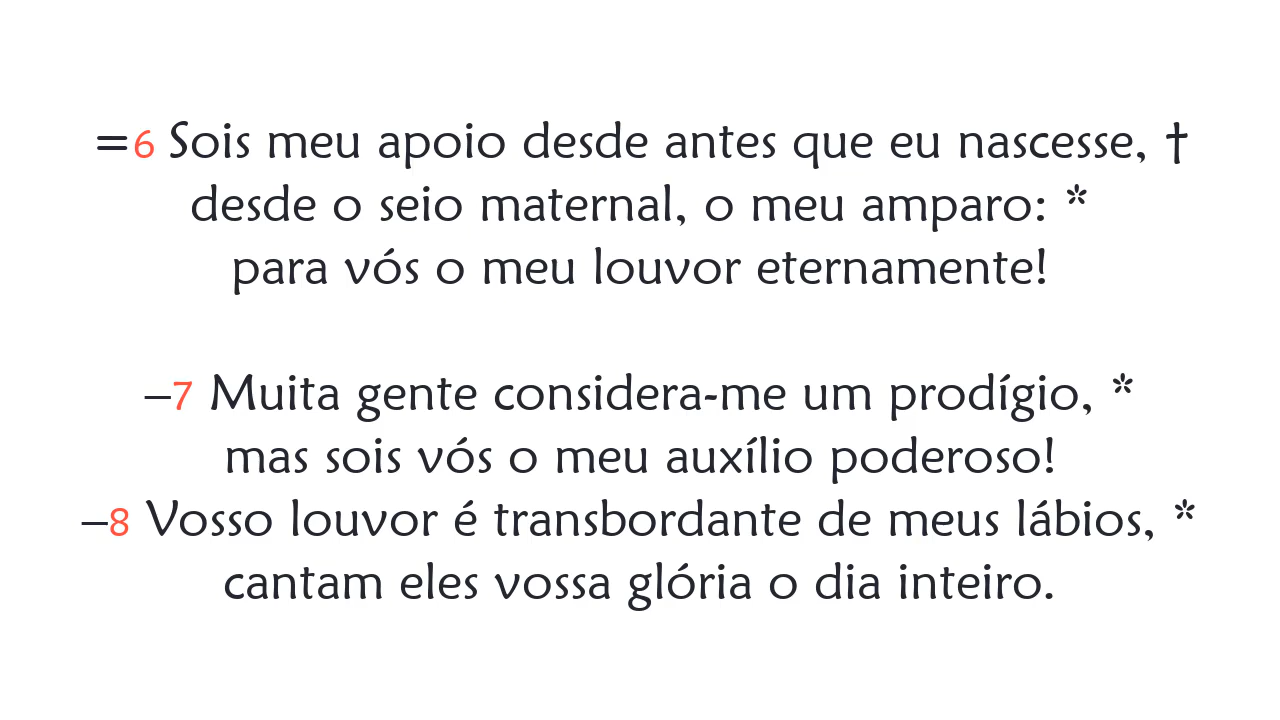 =6 Sois meu apoio desde antes que eu nascesse, †
desde o seio maternal, o meu amparo: *
para vós o meu louvor eternamente!
–7 Muita gente considera-me um prodígio, *
mas sois vós o meu auxílio poderoso!
–8 Vosso louvor é transbordante de meus lábios, *
cantam eles vossa glória o dia inteiro.